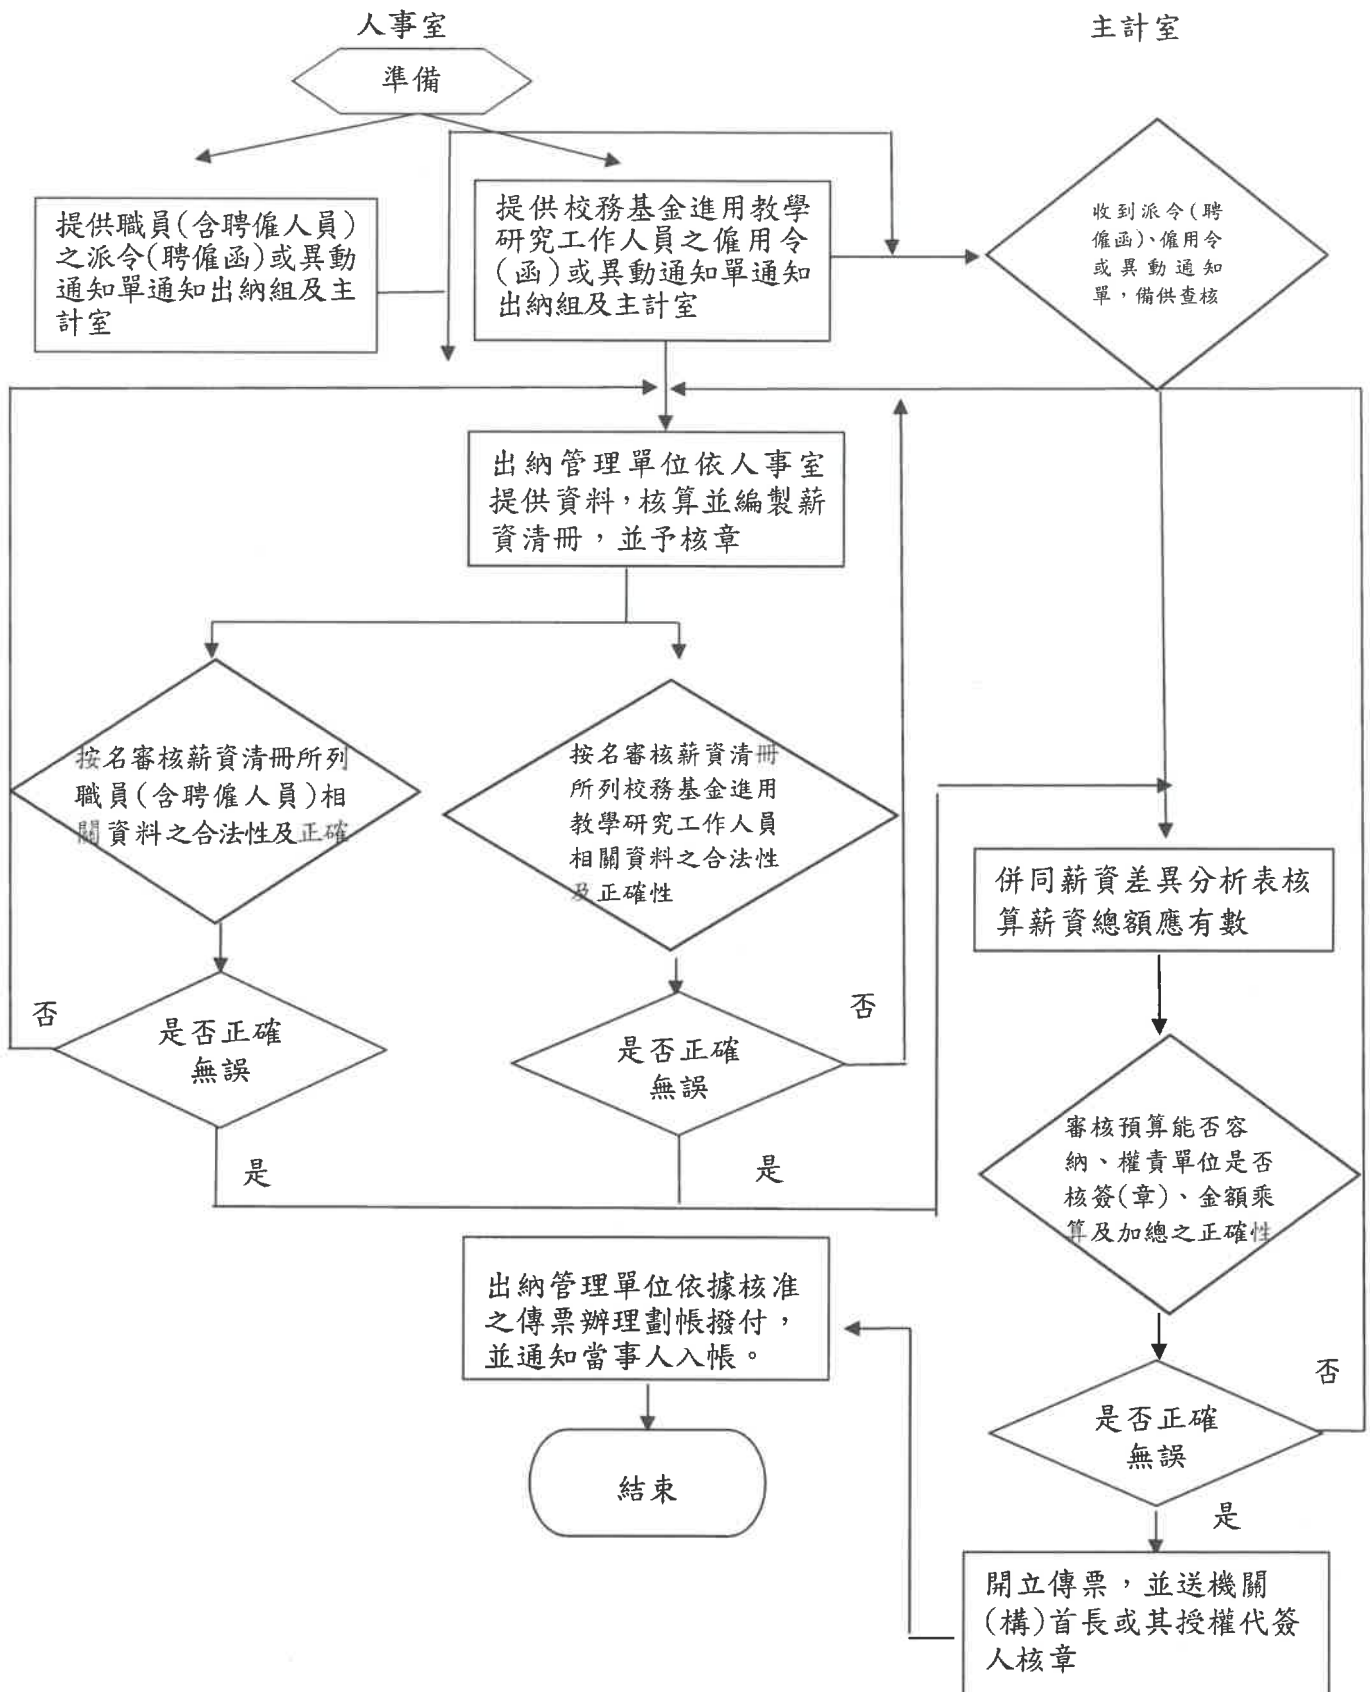 人事室
主計室
準備
提供職員(含聘僱人員)
之派令(聘僱函)或異動
通知單通知出納組及主
計室
提供校務基金進用教學
研究工作人員之僱用令
(函)或異動通知單通知
出納組及主計室
收到派令(聘
僱函)、僱用令
或異動通知
單，備供查核
出納管理單位依人事室
提供資料，核算並編製薪
資清冊，並予核章
按名審核薪資清冊所列
職員(含聘僱人員)相
關資料之合法性及正確
按名審核薪資清冊
所列校務基金進用
教學研究工作人員
相關資料之合法性
及正確性
併同薪資差異分析表核
算薪資總額應有數
否
是否正確
無誤
否
是否正確
無誤
是
是
審核預算能否容
納、權責單位是否
核簽(章)、金額乘
算及加總之正確性
出納管理單位依據核准
之傳票辦理劃帳撥付，
並通知當事人入帳。
否
是否正確
無誤
結束
是
開立傳票，並送機關
(構)首長或其授權代簽
人核章